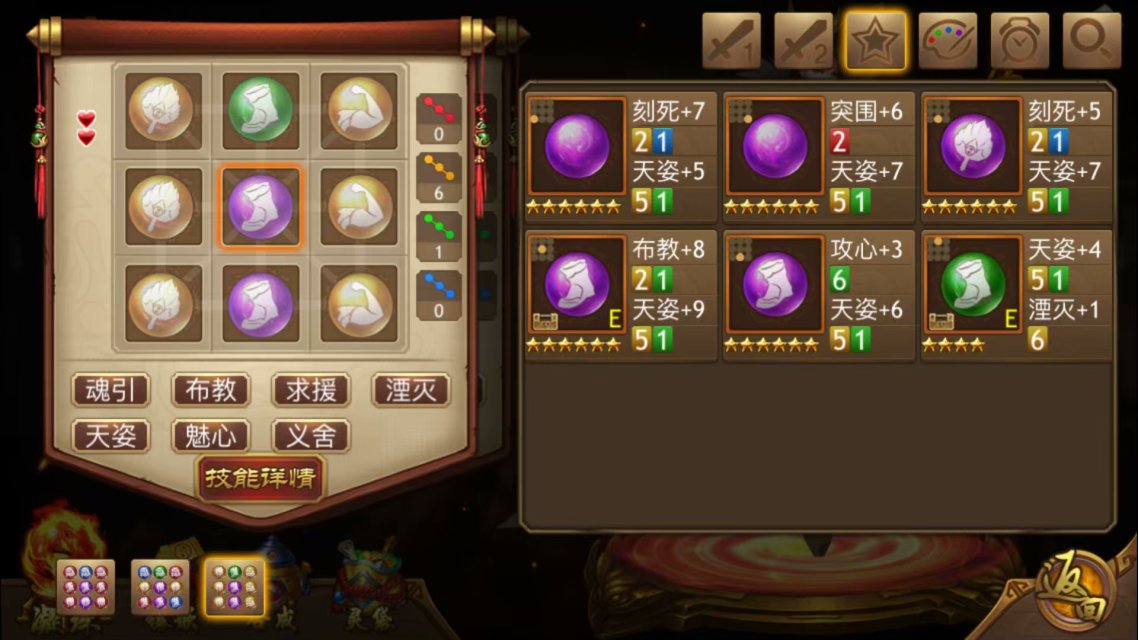 1
2
0
6
1
0
魂引 布教 求援 湮灭
天姿 魅心 义舍
技能详情
刻死+7
2 1
天姿+5
5 1
突围+6
2
天姿+7
5 1
刻死+5
2 1
天姿+7
5 1
布教+8
2 1
天姿+9
5 1
E
攻心+3
6
天姿+6
5 1
天姿+4
5 1
湮灭+1
6
E
返回